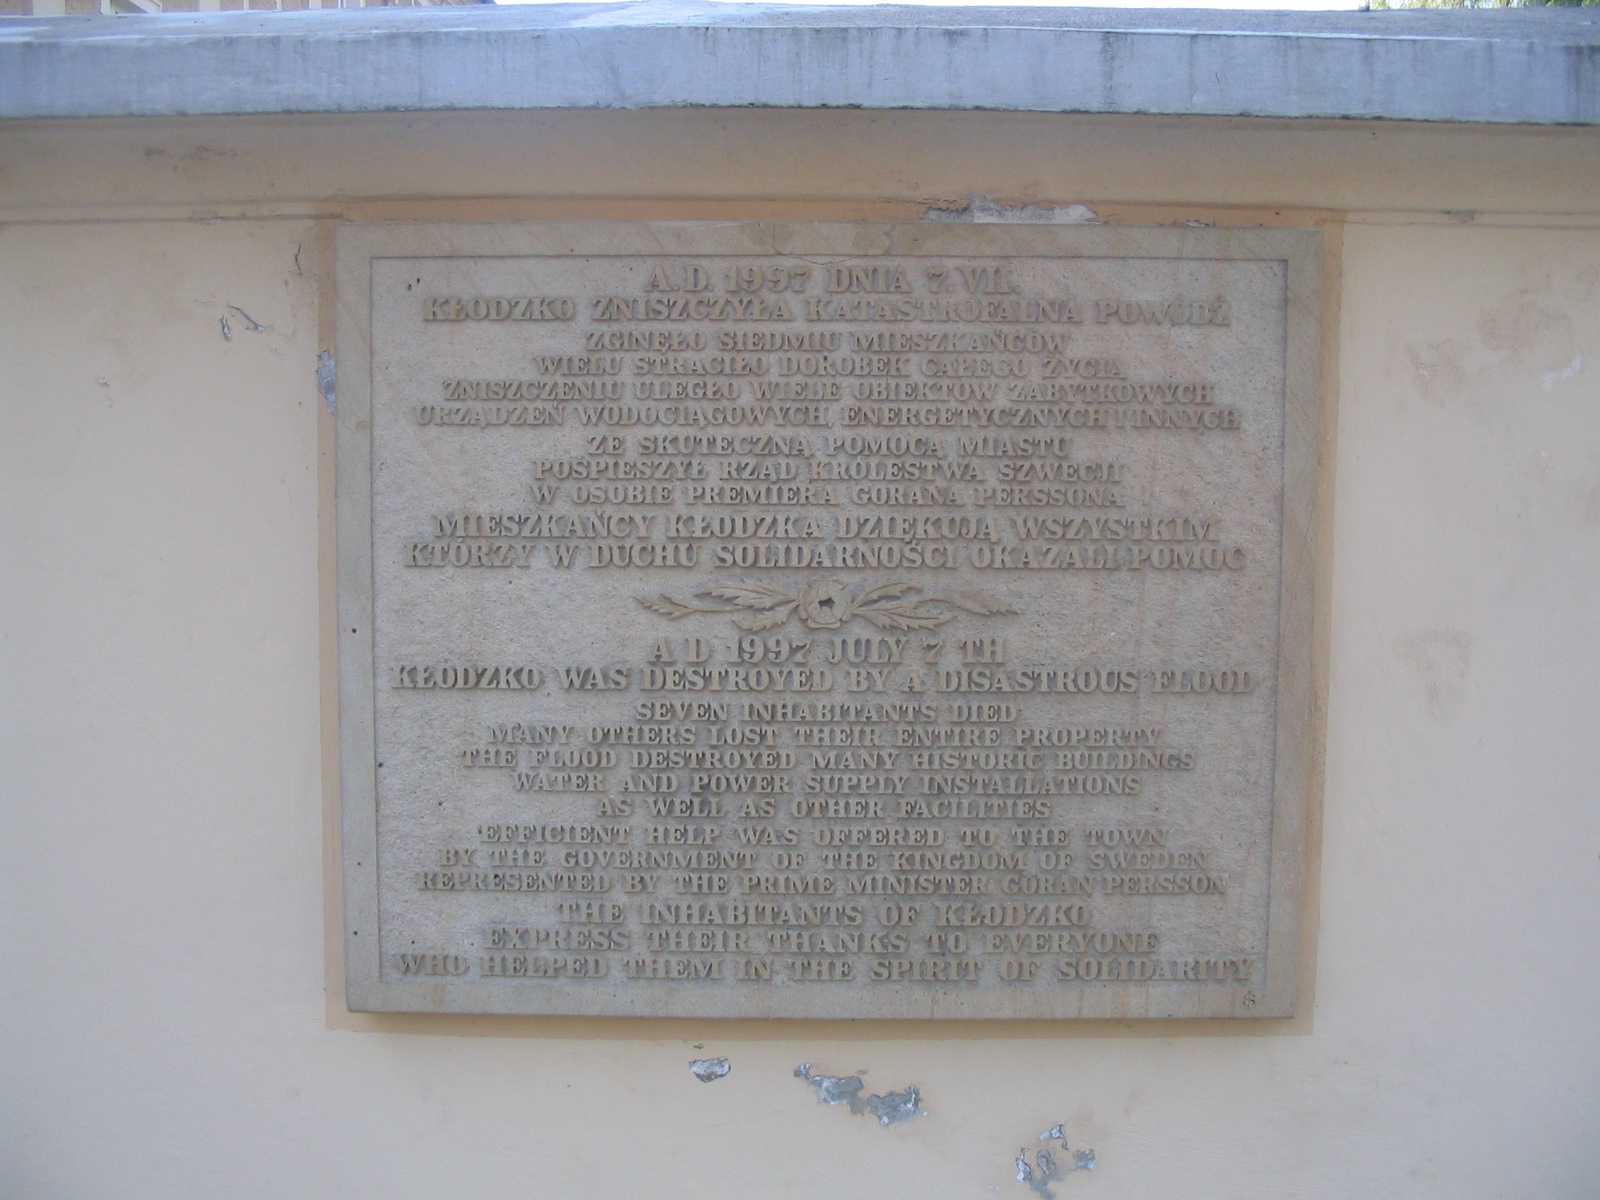 A.D. 1997 DNIA 7. VII.
KŁODZKO ZNISZCZYŁA KATASTROFALNA POWÓDŹ
ZGINĘŁO SIEDMIU MIESZKAŃCÓW
WIELU STRACIŁO DOROBEK CAŁEGO ŻYCIA
ZNISZCZENIU ULEGŁO WIELE OBIEKTÓW ZABYTKOWYCH
URZĄDZEŃ WODOCIĄGOWYCH, ENERGETYCZNYCH I INNYCH
ZE SKUTECZNĄ POMOCĄ MIASTU
POŚPIESZYŁ RZĄD KRÓLESTWA SZWECJI
W OSOBIE PREMIERA GÖRANA PERSSONA
MIESZKAŃCY KŁODZKA DZIĘKUJĄ WSZYSTKIM
KTÓRZY W DUCHU SOLIDARNOŚCI OKAZALI POMOC
A D 1997 JULY 7 TH
KŁODZKO WAS DESTROYED BY A DISASTROUS FLOOD
SEVEN INHABITANTS DIED
MANY OTHERS LOST THEIR ENTIRE PROPERTY
THE FLOOD DESTROYED MANY HISTORIC BUILDINGS
WATER AND POWER SUPPLY INSTALLATIONS
AS WELL AS OTHER FACILITIES
EFFICIENT HELP WAS OFFERED TO THE TOWN
BY THE GOVERNMENT OF THE KINGDOM OF SWEDEN
REPRESENTED BY THE PRIME MINISTER GÖRAN PERSSON
THE INHABITANTS OF KŁODZKO
EXPRESS THEIR THANKS TO EVERYONE
WHO HELPED THEM IN THE SPIRIT OF SOLIDARITY